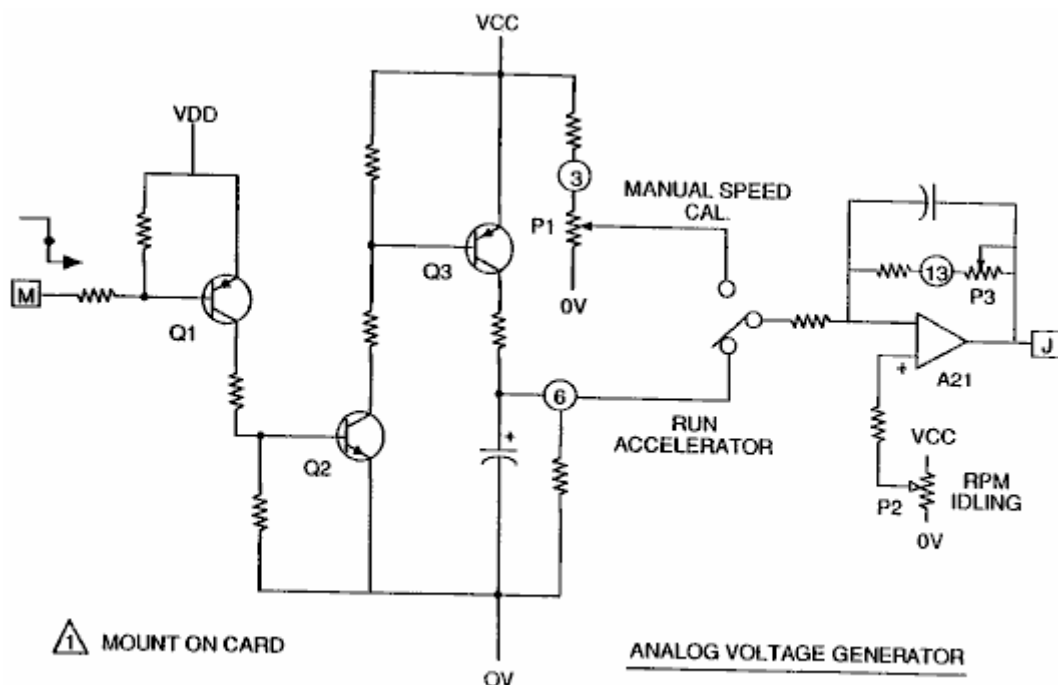 VCC
VDD
3
MANUAL SPEED
CAL.
P1
Q3
13
P3
M
Q1
0V
J
A21
+
6
+
RUN
ACCELERATOR
Q2
VCC
P2
RPM
IDLING
0V
1 MOUNT ON CARD
ANALOG VOLTAGE GENERATOR
OV